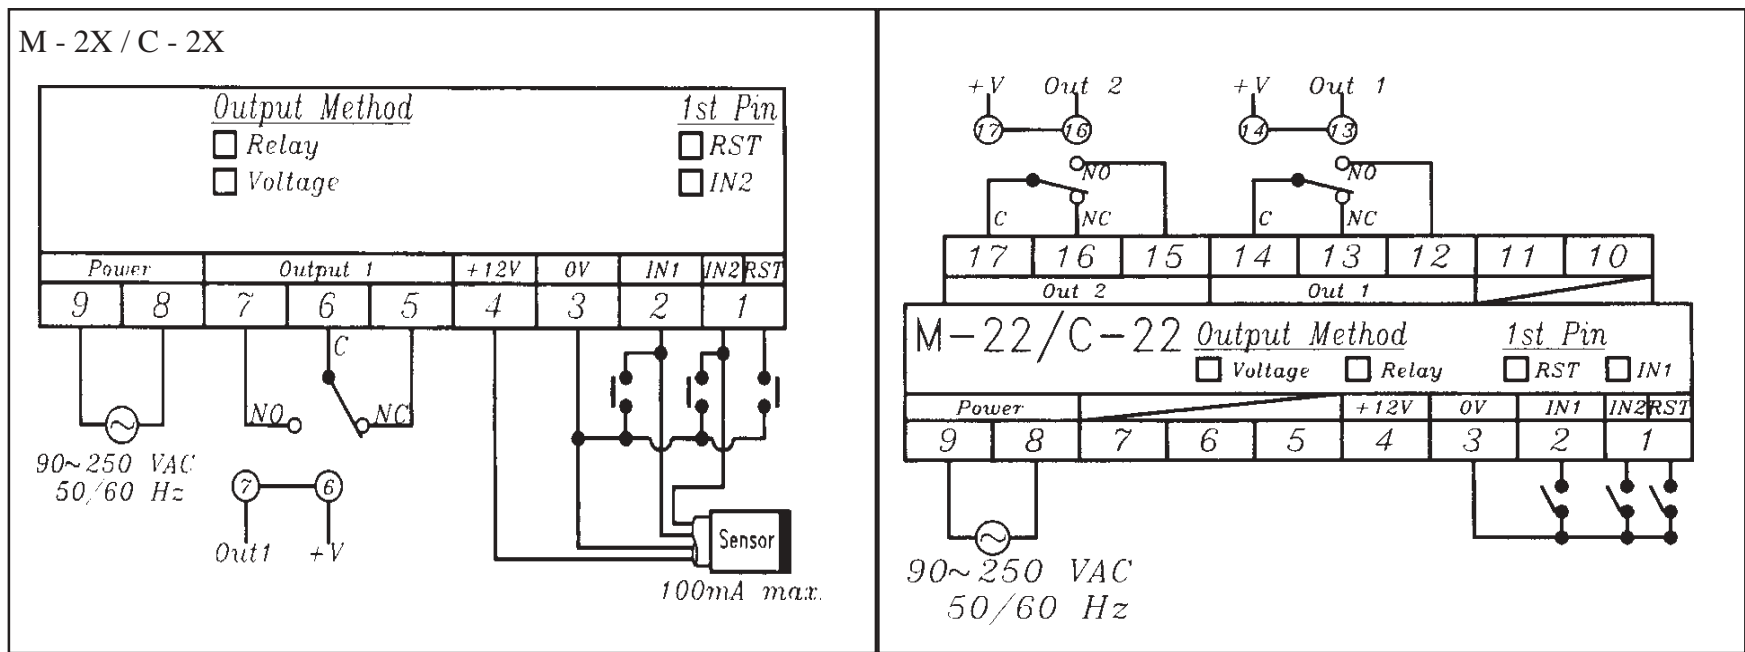 M - 2X / C - 2X
Output Method
Relay
Voltage
1st Pin
RST
IN2
Power Output 1 +12V 0V IN1 IN2 RST
9 8 7 6 5 4 3 2 1
C
NO NC
90~250 VAC
50/60 Hz
7 6
Out1 +V
Sensor
100mA max.
+V Out 2 +V Out 1
17 16 14 13
NO NO
C NC C NC
17 16 15 14 13 12 11 10
Out 2 Out 1
M-22/C-22 Output Method 1st Pin
Voltage Relay RST IN1
Power +12V 0V IN1 IN2 RST
9 8 7 6 5 4 3 2 1
90~250 VAC
50/60 Hz